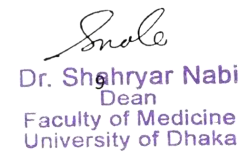 Dr. Shahryar Nabi
Dean
Faculty of Medicine
University of Dhaka